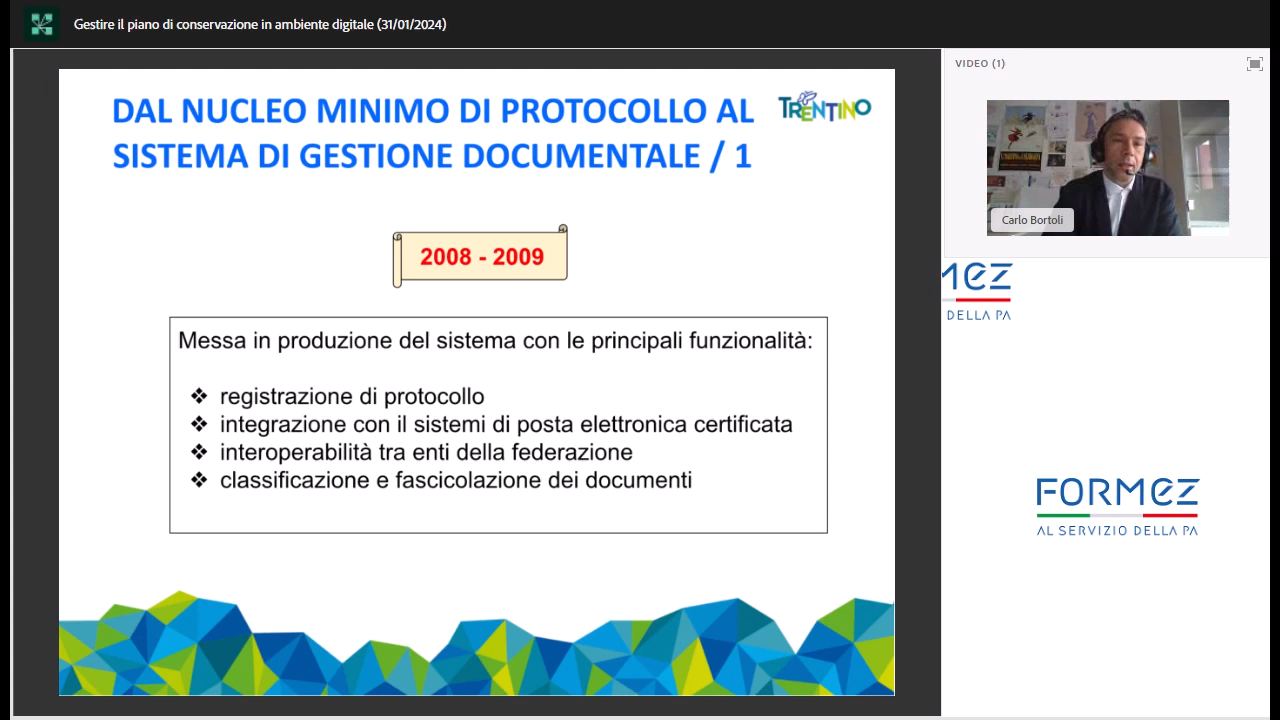 Gestire il piano di conservazione in ambiente digitale (31/01/2024)
DAL NUCLEO MINIMO DI PROTOCOLLO AL
SISTEMA DI GESTIONE DOCUMENTALE / 1
TRENTINO
2008 - 2009
Messa in produzione del sistema con le principali funzionalità:
❖ registrazione di protocollo
❖ integrazione con il sistemi di posta elettronica certificata
❖ interoperabilità tra enti della federazione
❖ classificazione e fascicolazione dei documenti
VIDEO (1)
Carlo Bortoli
MEZ
DELLA PA
FORMEZ
AL SERVIZIO DELLA PA